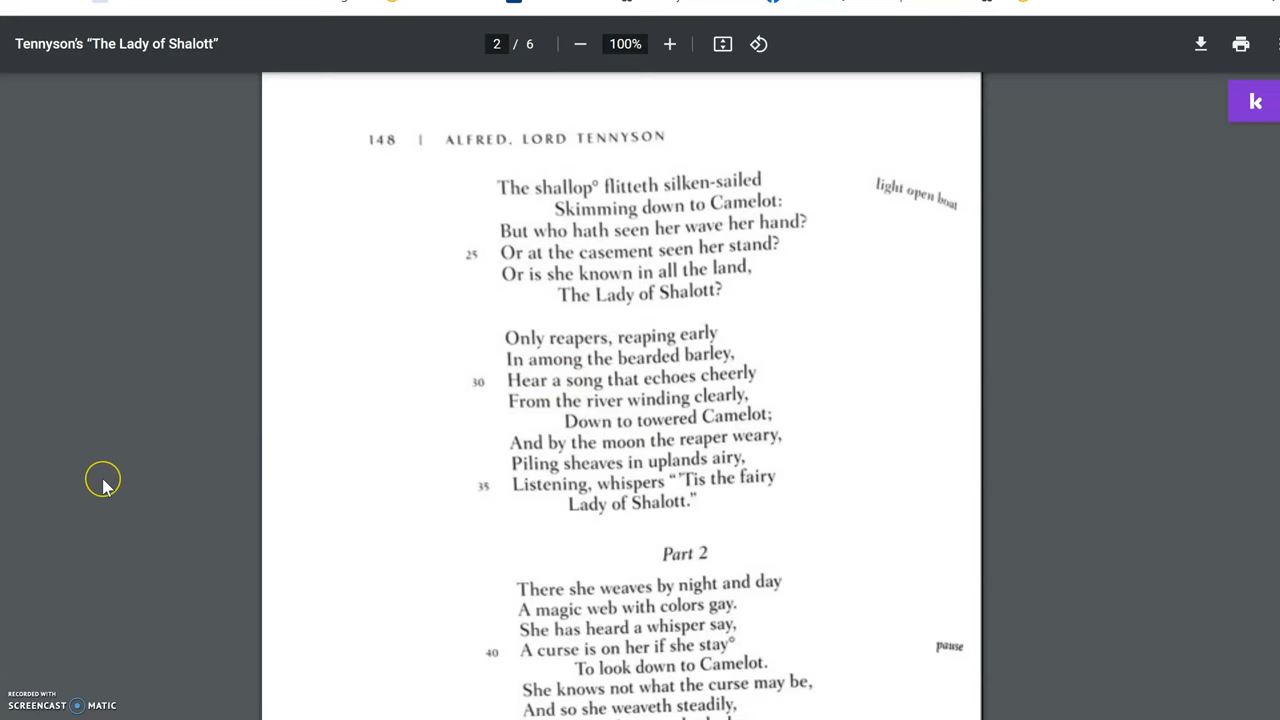 Tennyson's “The Lady of Shalott”
2 / 6
100%
k
148 | ALFRED, LORD TENNYSON
The shallop° flitteth silken-sailed
light open boat
Skimming down to Camelot:
But who hath seen her wave her hand?
25 Or at the casement seen her stand?
Or is she known in all the land,
The Lady of Shalott?
Only reapers, reaping early
In among the bearded barley,
30 Hear a song that echoes cheerly
From the river winding clearly,
Down to towered Camelot;
And by the moon the reaper weary,
Piling sheaves in uplands airy,
35 Listening, whispers “’Tis the fairy
Lady of Shalott.”
Part 2
There she weaves by night and day
A magic web with colors gay.
She has heard a whisper say,
40 A curse is on her if she stay°
pause
To look down to Camelot.
She knows not what the curse may be,
And so she weaveth steadily,
RECORDED WITH
SCREENCAST MATIC